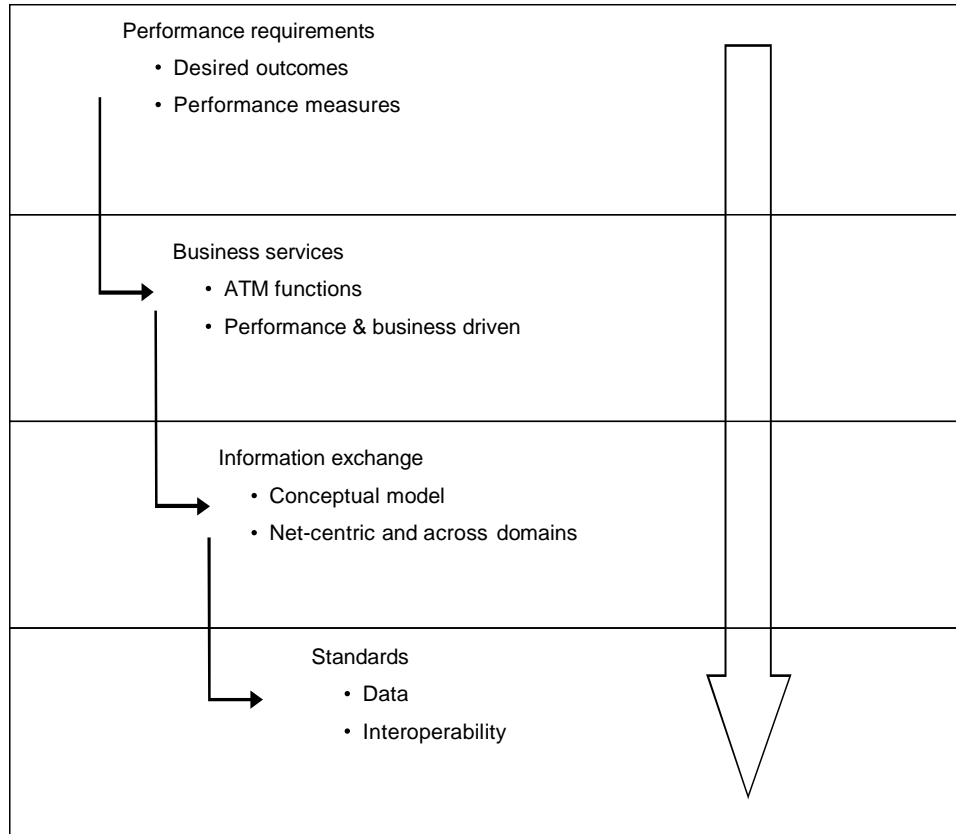 Performance requirements
• Desired outcomes
• Performance measures
Business services
• ATM functions
• Performance & business driven
Information exchange
• Conceptual model
• Net-centric and across domains
Standards
• Data
• Interoperability